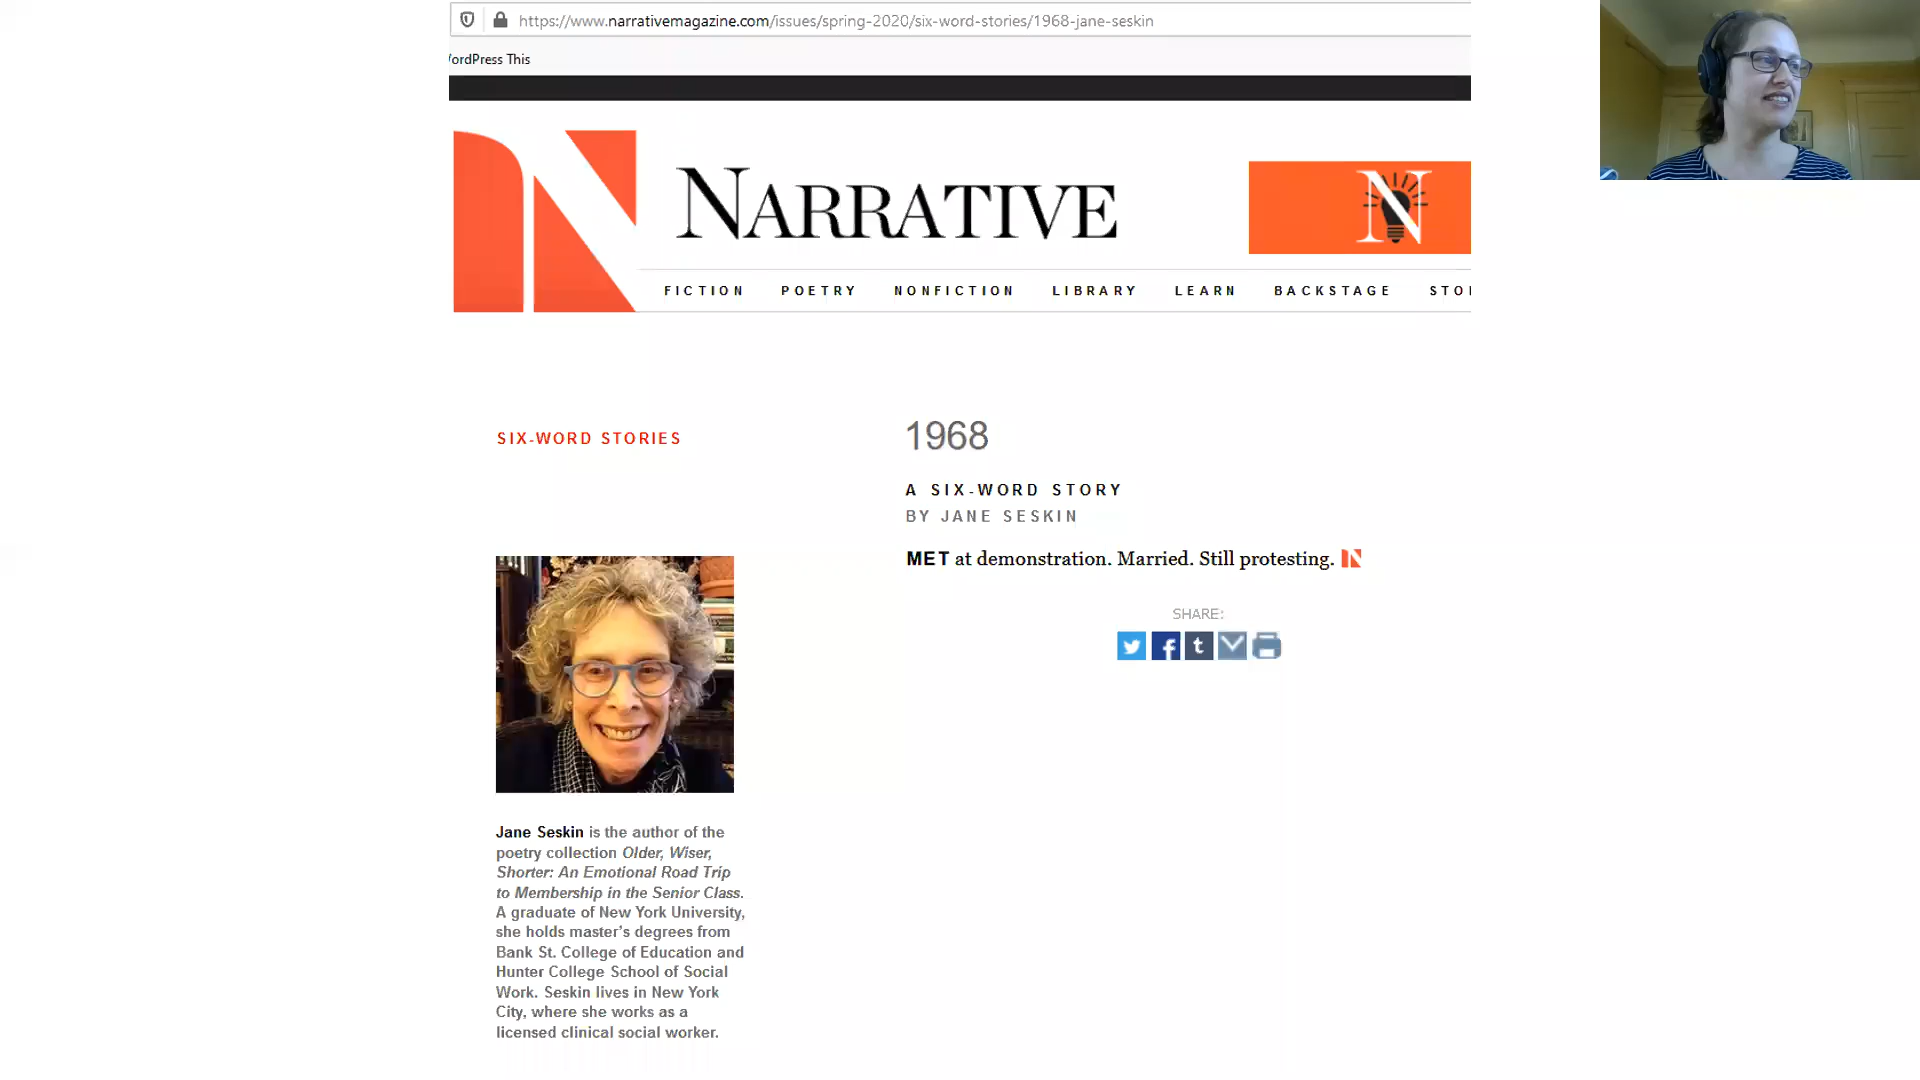 https://www.narrativemagazine.com/issues/spring-2020/six-word-stories/1968-jane-seskin
ordPress This
N
NARRATIVE
N
FICTION POETRY NONFICTION LIBRARY LEARN BACKSTAGE STO
SIX-WORD STORIES
1968
A SIX-WORD STORY
BY JANE SESKIN
MET at demonstration. Married. Still protesting. N
SHARE:
Jane Seskin is the author of the
poetry collection Older, Wiser,
Shorter: An Emotional Road Trip
to Membership in the Senior Class.
A graduate of New York University,
she holds master’s degrees from
Bank St. College of Education and
Hunter College School of Social
Work. Seskin lives in New York
City, where she works as a
licensed clinical social worker.